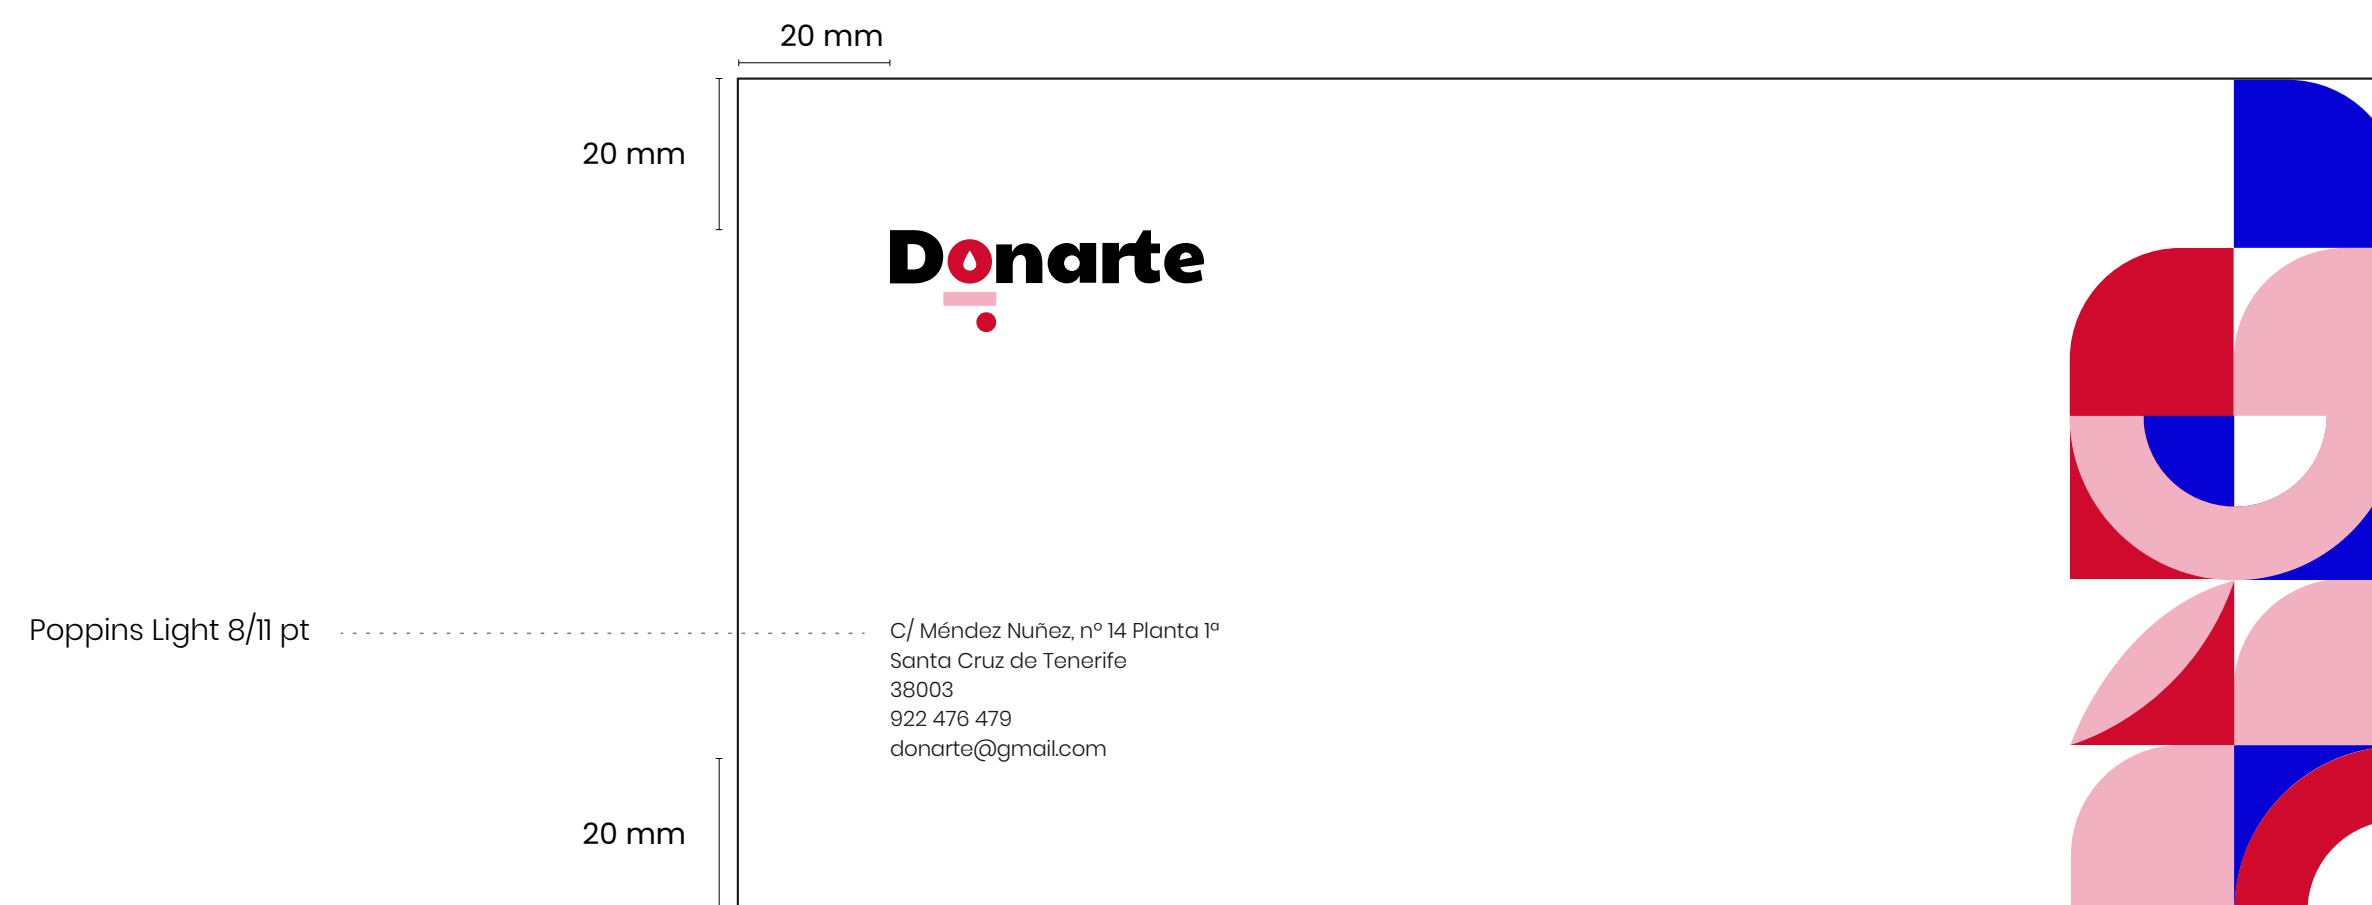 20 mm
20 mm
Donarte
Poppins Light 8/11 pt
C/ Méndez Nuñez, nº 14 Planta 1ª
Santa Cruz de Tenerife
38003
922 476 479
donarte@gmail.com
20 mm